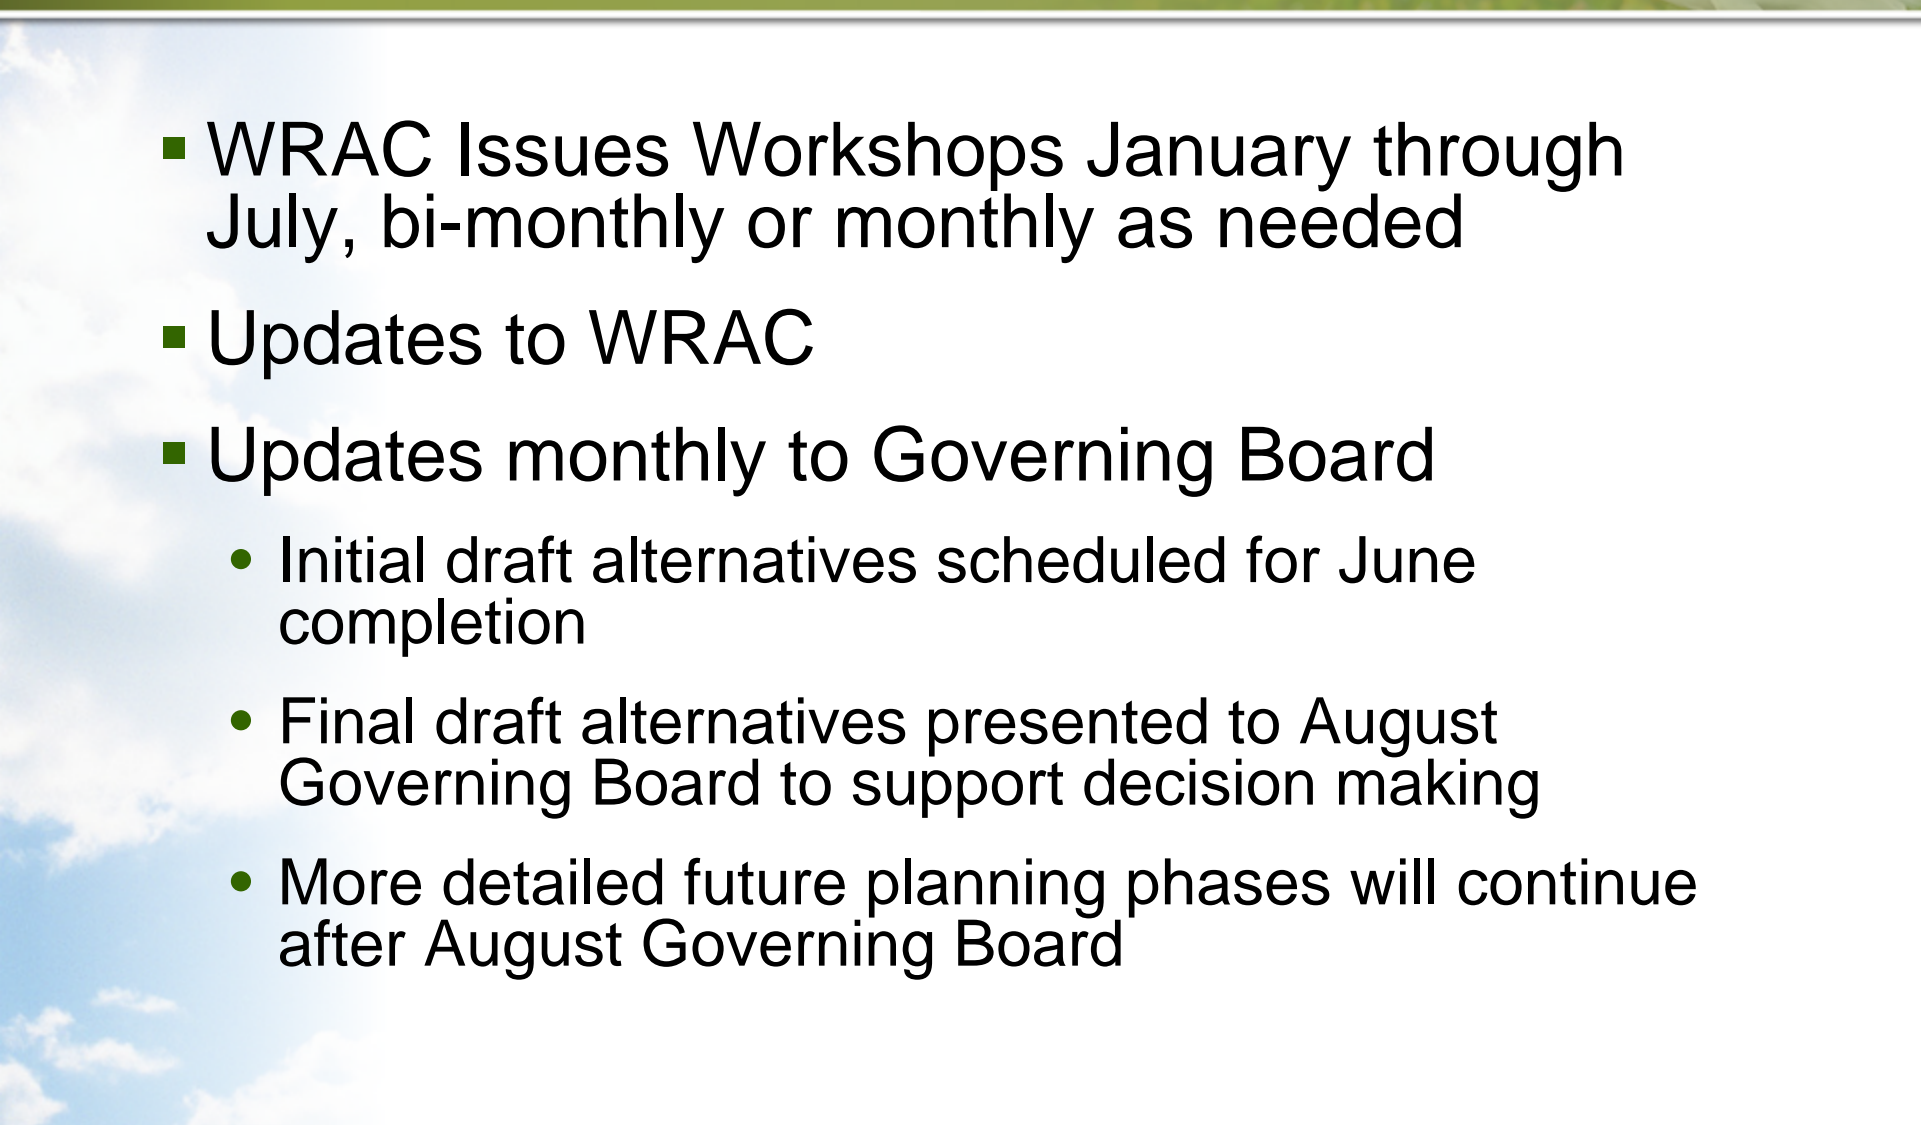 ▪ WRAC Issues Workshops January through
July, bi-monthly or monthly as needed
▪ Updates to WRAC
▪ Updates monthly to Governing Board
• Initial draft alternatives scheduled for June
completion
• Final draft alternatives presented to August
Governing Board to support decision making
• More detailed future planning phases will continue
after August Governing Board